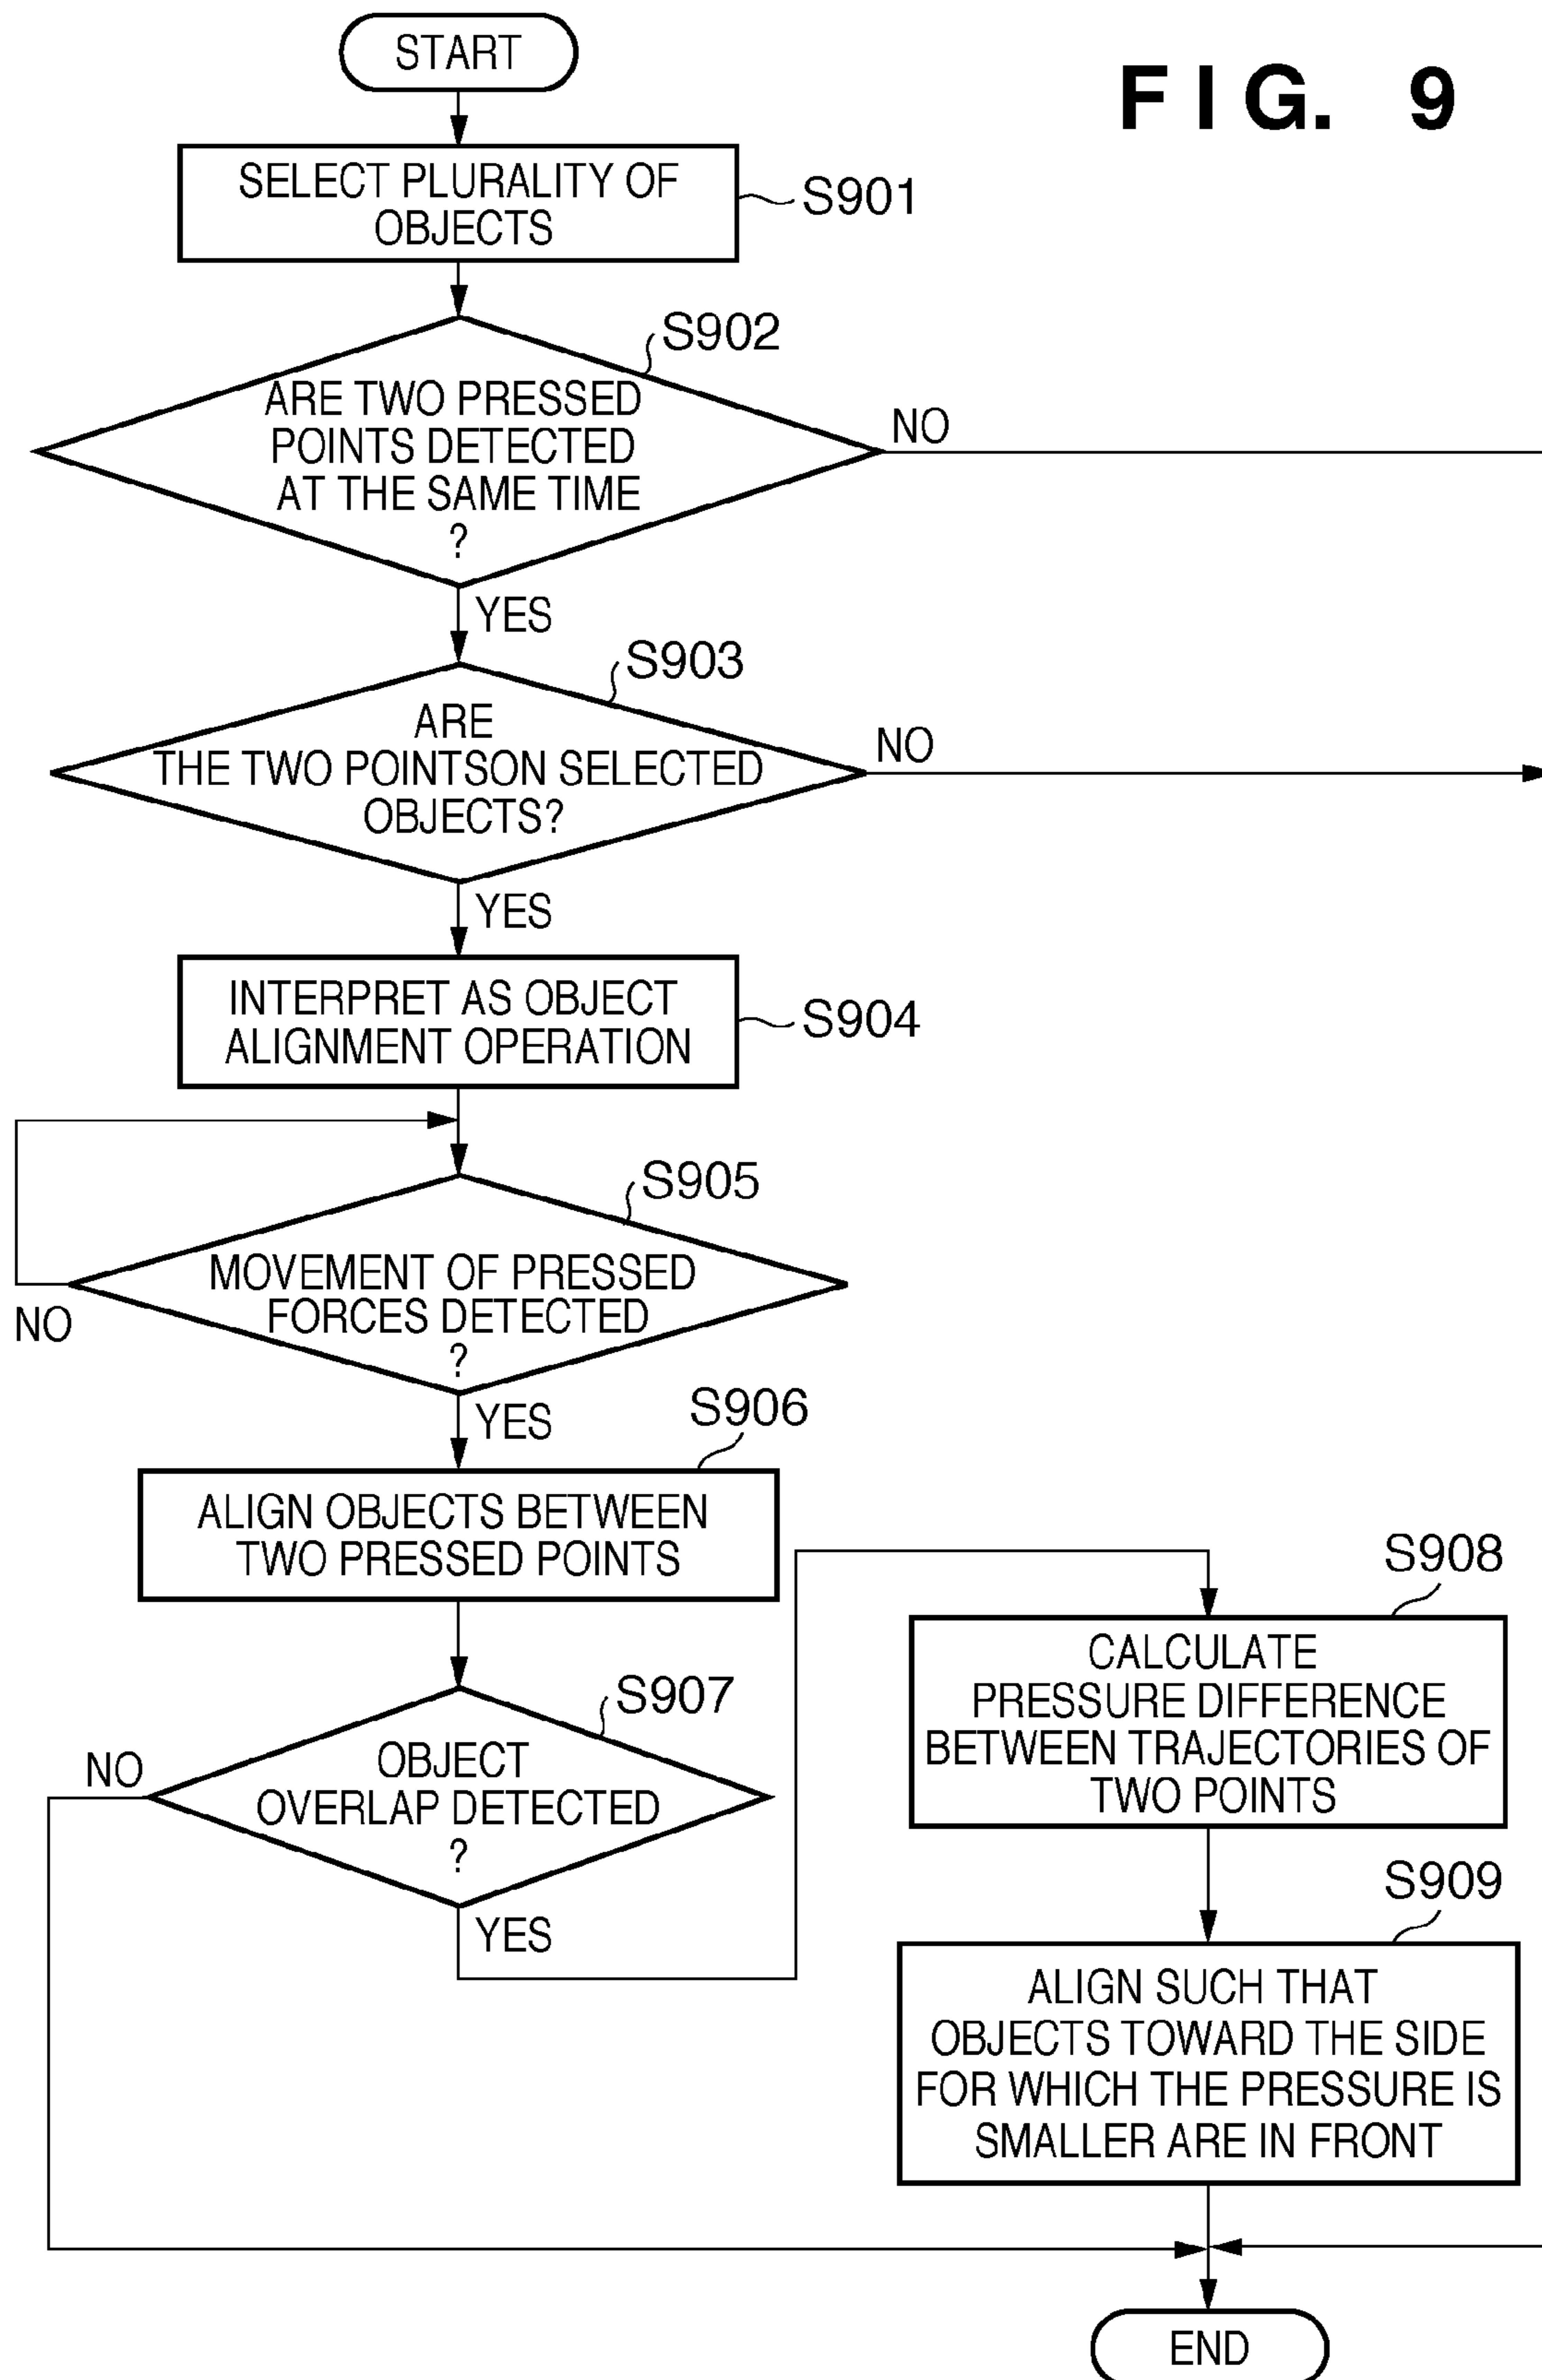 START
FIG. 9
SELECT PLURALITY OF
OBJECTS
S901
S902
ARE TWO PRESSED
POINTS DETECTED
AT THE SAME TIME
?
NO
YES
S903
ARE
THE TWO POINTSON SELECTED
OBJECTS?
NO
YES
INTERPRET AS OBJECT
ALIGNMENT OPERATION
S904
S905
MOVEMENT OF PRESSED
FORCES DETECTED
?
NO
YES
S906
ALIGN OBJECTS BETWEEN
TWO PRESSED POINTS
S907
OBJECT
OVERLAP DETECTED
?
NO
YES
S908
CALCULATE
PRESSURE DIFFERENCE
BETWEEN TRAJECTORIES OF
TWO POINTS
S909
ALIGN SUCH THAT
OBJECTS TOWARD THE SIDE
FOR WHICH THE PRESSURE IS
SMALLER ARE IN FRONT
END